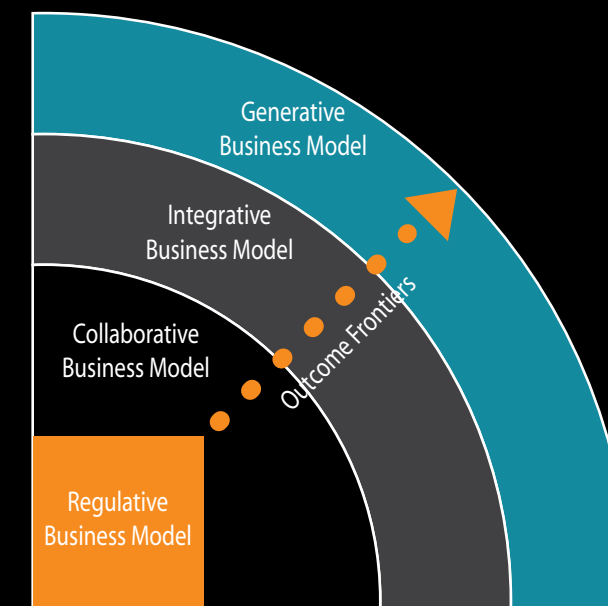 Generative
Business Model
Integrative
Business Model
Outcome Frontiers
Collaborative
Business Model
Regulative
Business Model